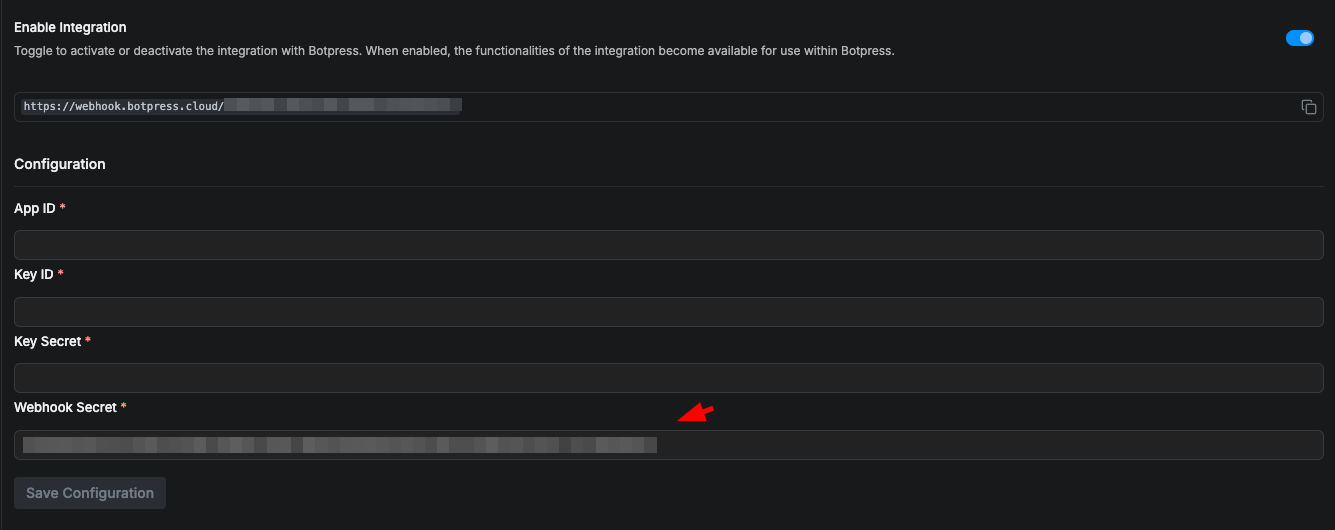 Enable Integration
Toggle to activate or deactivate the integration with Botpress. When enabled, the functionalities of the integration become available for use within Botpress.
https://webhook.botpress.cloud/
Configuration
App ID *
Key ID *
Key Secret *
Webhook Secret *
Save Configuration